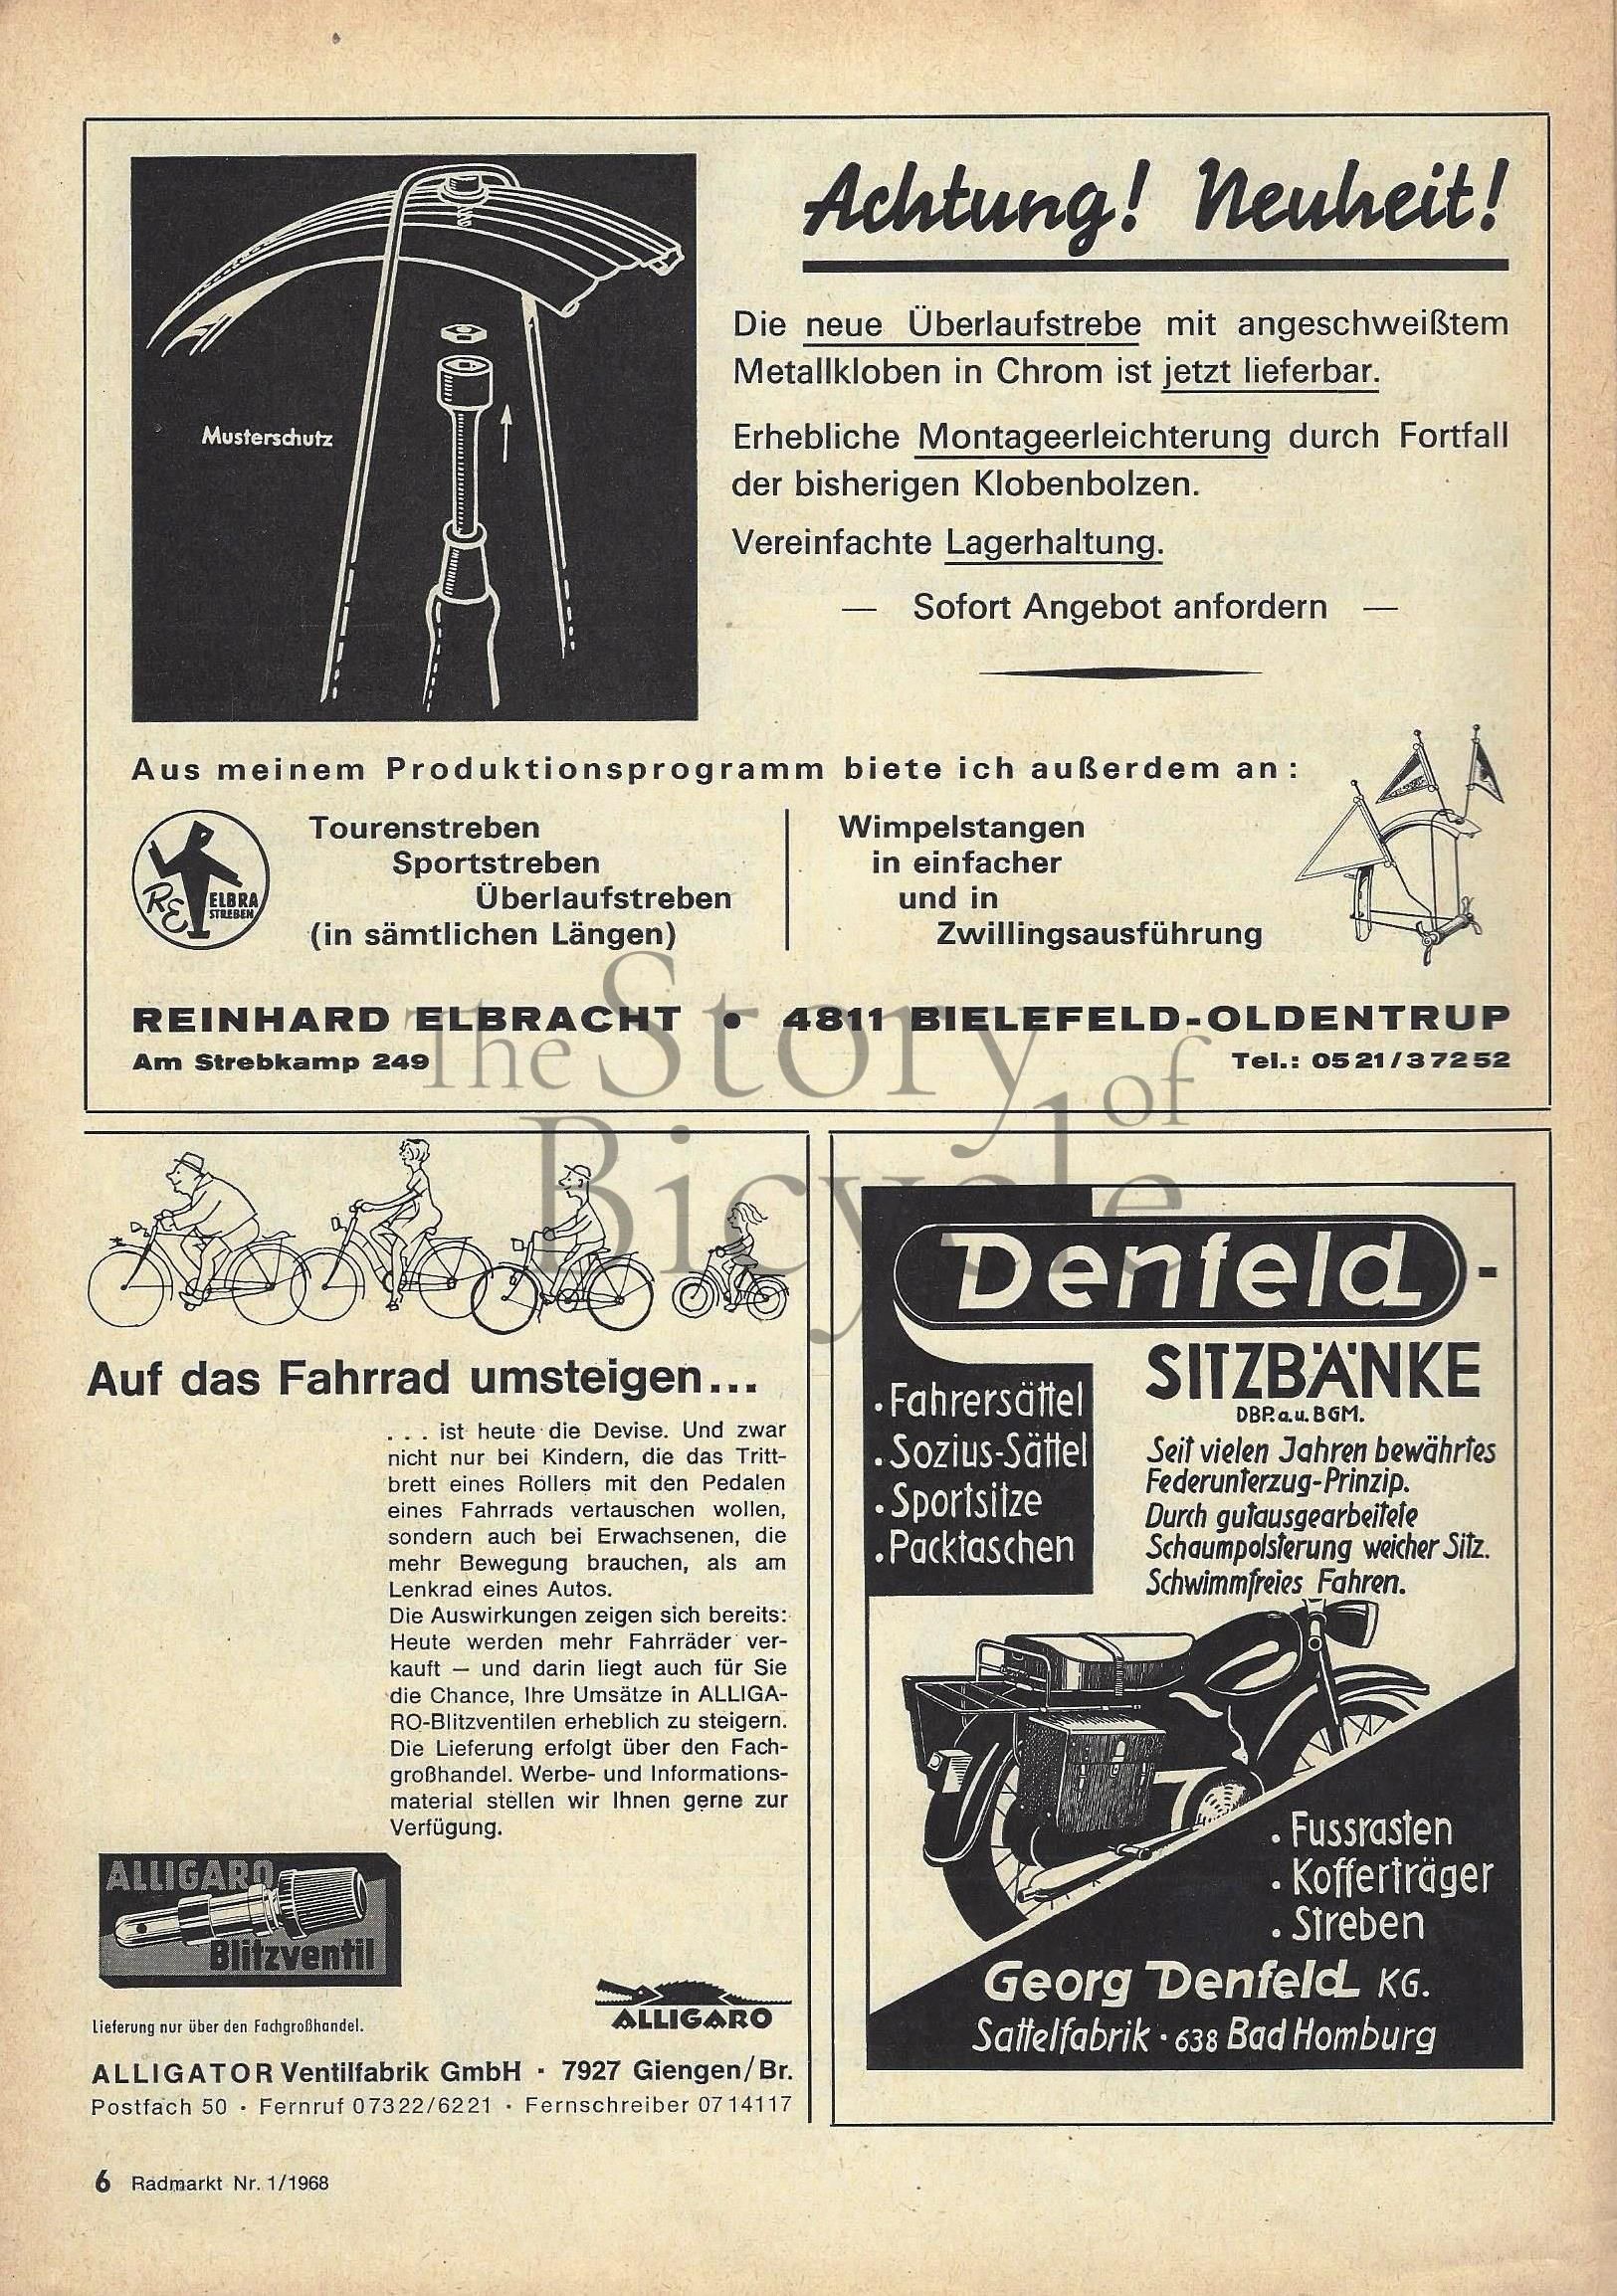 Achtung! Neuheit!
Die neue Überlaufstrebe mit angeschweißtem
Metallkloben in Chrom ist jetzt lieferbar.
Erhebliche Montageerleichterung durch Fortfall
der bisherigen Klobenbolzen.
Vereinfachte Lagerhaltung.
— Sofort Angebot anfordern —
Musterschutz
Aus meinem Produktionsprogramm biete ich außerdem an:
RE ELBRA
STREBEN
Tourenstreben
Sportstreben
Überlaufstreben
(in sämtlichen Längen)
Wimpelstangen
in einfacher
und in
Zwillingsausführung
REINHARD ELBRACHT • 4811 BIELEFELD-OLDENTRUP
Am Strebkamp 249 Tel.: 05 21/3 72 52
The Story of
Bicycle
Auf das Fahrrad umsteigen...
. . . ist heute die Devise. Und zwar
nicht nur bei Kindern, die das Tritt-
brett eines Rollers mit den Pedalen
eines Fahrrads vertauschen wollen,
sondern auch bei Erwachsenen, die
mehr Bewegung brauchen, als am
Lenkrad eines Autos.
Die Auswirkungen zeigen sich bereits:
Heute werden mehr Fahrräder ver-
kauft — und darin liegt auch für Sie
die Chance, Ihre Umsätze in ALLIGA-
RO-Blitzventilen erheblich zu steigern.
Die Lieferung erfolgt über den Fach-
großhandel. Werbe- und Informations-
material stellen wir Ihnen gerne zur
Verfügung.
ALLIGARO
Blitzventil
ALLIGARO
Lieferung nur über den Fachgroßhandel.
ALLIGATOR Ventilfabrik GmbH · 7927 Giengen/Br.
Postfach 50 · Fernruf 07322/6221 · Fernschreiber 0714117
Denfeld-
SITZBÄNKE
DBP. a. u. BGM.
· Fahrersättel
· Sozius-Sättel
· Sportsitze
· Packtaschen
Seit vielen Jahren bewährtes
Federunterzug-Prinzip.
Durch gutausgearbeitete
Schaumpolsterung weicher Sitz.
Schwimmfreies Fahren.
· Fussrasten
· Kofferträger
· Streben
Georg Denfeld KG.
Sattelfabrik · 638 Bad Homburg
6 Radmarkt Nr. 1/1968